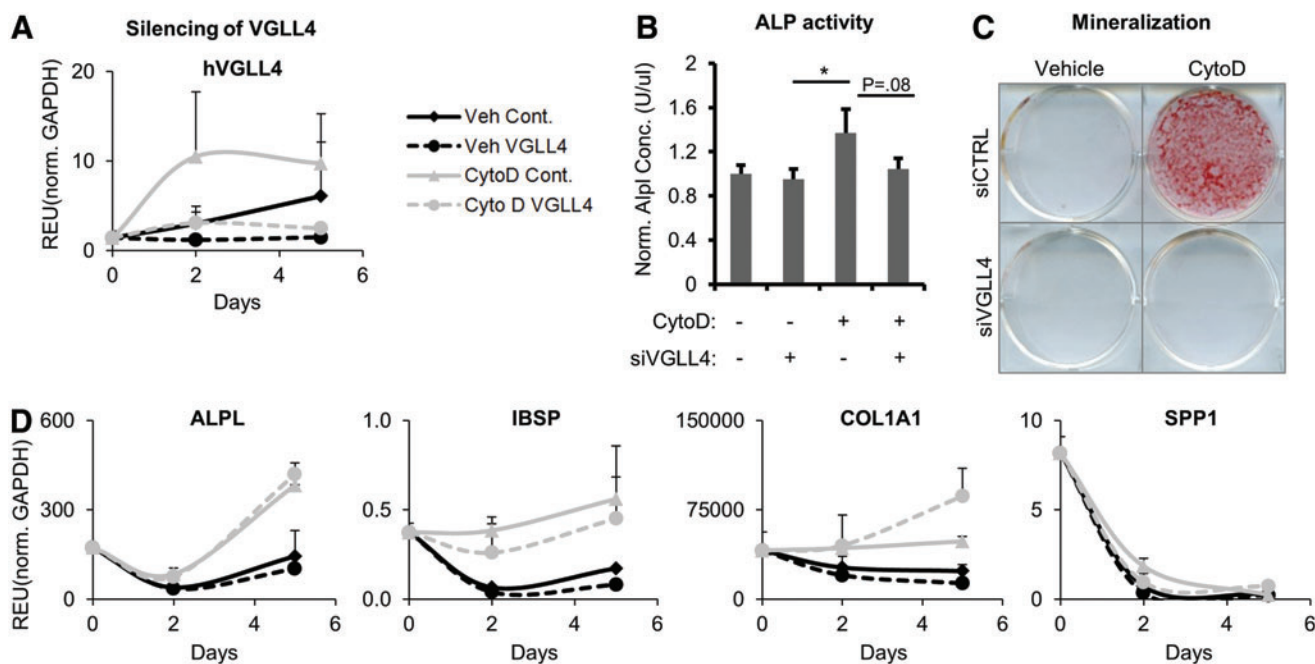 A
Silencing of VGLL4
hVGLL4
REU(norm. GAPDH)
20
10
0
0 2 4 6
Days
Veh Cont.
Veh VGLL4
CytoD Cont.
Cyto D VGLL4
B
ALP activity
Norm. Alpl Conc. (U/ul)
2
1.6
1.2
0.8
0.4
0
*
P=.08
CytoD: - - + +
siVGLL4: - + - +
C
Mineralization
Vehicle CytoD
siCTRL
siVGLL4
D
ALPL
REU(norm. GAPDH)
600
300
0
0 2 4 6
Days
IBSP
1.0
0.5
0.0
0 2 4 6
Days
COL1A1
150000
75000
0
0 2 4 6
Days
SPP1
10
5
0
0 2 4 6
Days